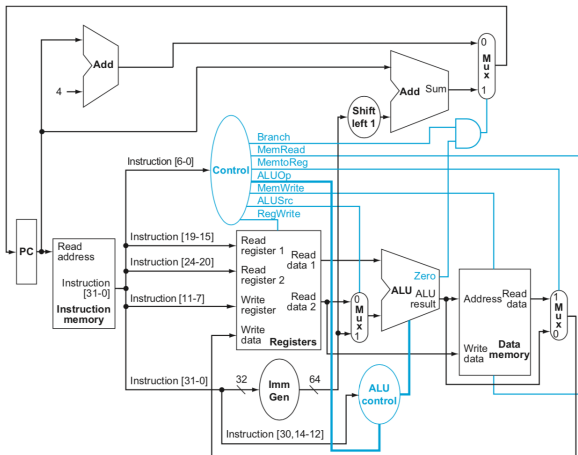 Add
4
0
M
u
x
1
Add
Sum
Shift
left 1
Branch
MemRead
MemtoReg
ALUOp
MemWrite
ALUSrc
RegWrite
Control
Instruction [6-0]
PC
Read
address
Instruction
[31-0]
Instruction
memory
Instruction [19-15]
Instruction [24-20]
Instruction [11-7]
Read
register 1
Read
register 2
Write
register
Write
data
Read
data 1
Read
data 2
Registers
0
M
u
x
1
Zero
ALU
ALU
result
Address
Read
data
Write
data
Data
memory
1
M
u
x
0
Instruction [31-0]
32
Imm
Gen
64
ALU
control
Instruction [30,14-12]